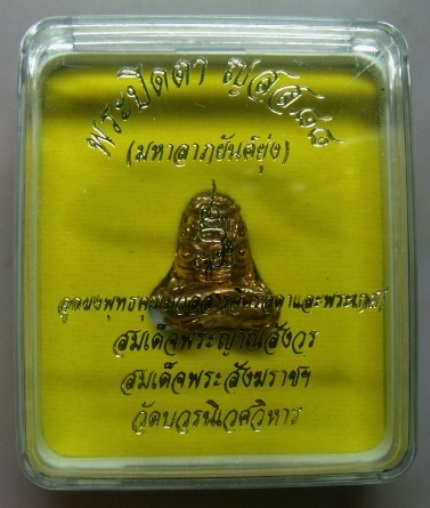 พระปิดตา ญสส.๙๘
(มหาลาภยันต์ยุ่ง)
สมเด็จพระญาณสังวร
สมเด็จพระสังฆราชฯ
วัดบวรนิเวศวิหาร